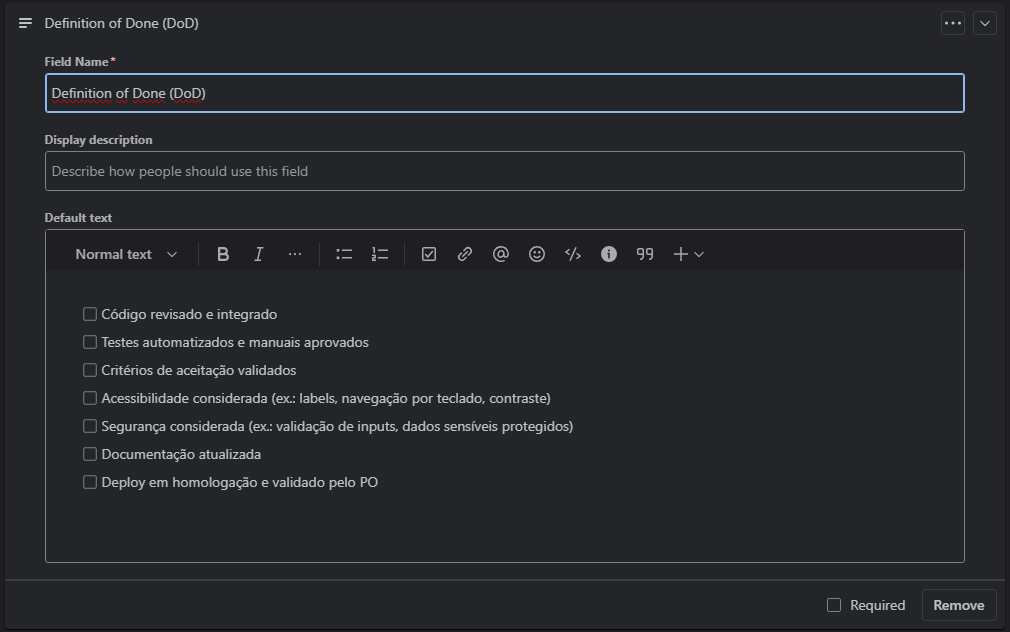 Definition of Done (DoD)
Field Name*
Definition of Done (DoD)
Display description
Describe how people should use this field
Default text
Normal text B I ... @ </> i 99 +
Código revisado e integrado
Testes automatizados e manuais aprovados
Critérios de aceitação validados
Acessibilidade considerada (ex.: labels, navegação por teclado, contraste)
Segurança considerada (ex.: validação de inputs, dados sensíveis protegidos)
Documentação atualizada
Deploy em homologação e validado pelo PO
Required Remove